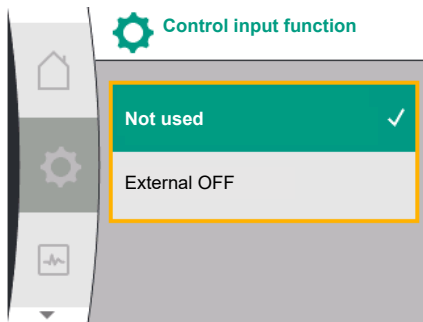 Control input function
Not used
External OFF